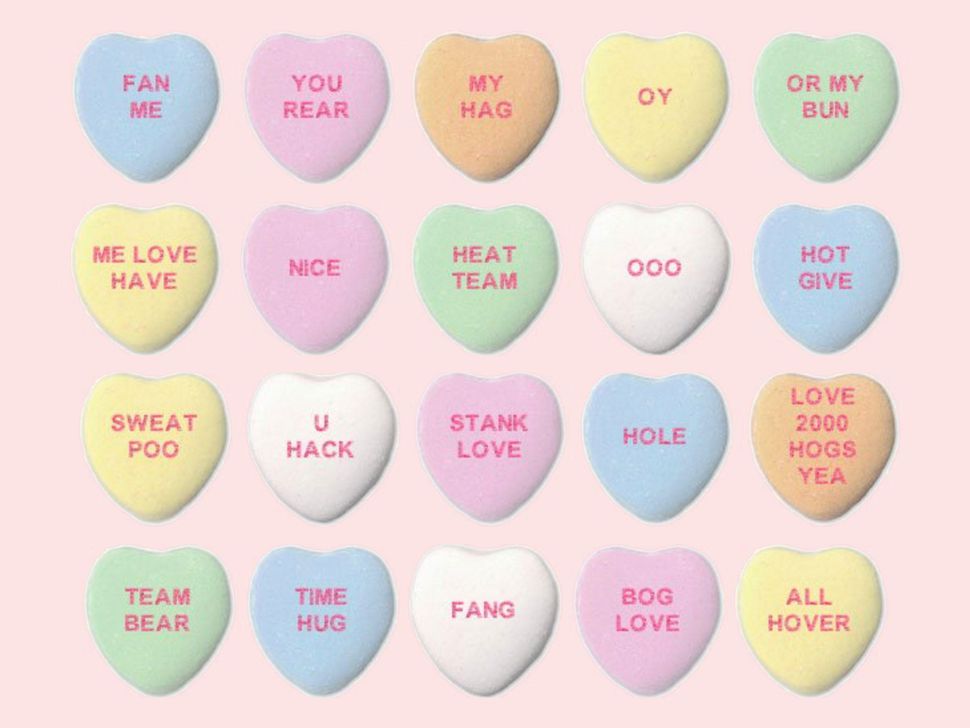 FAN
ME
YOU
REAR
MY
HAG
OY
OR MY
BUN
ME LOVE
HAVE
NICE
HEAT
TEAM
OOO
HOT
GIVE
SWEAT
POO
U
HACK
STANK
LOVE
HOLE
LOVE
2000
HOGS
YEA
TEAM
BEAR
TIME
HUG
FANG
BOG
LOVE
ALL
HOVER